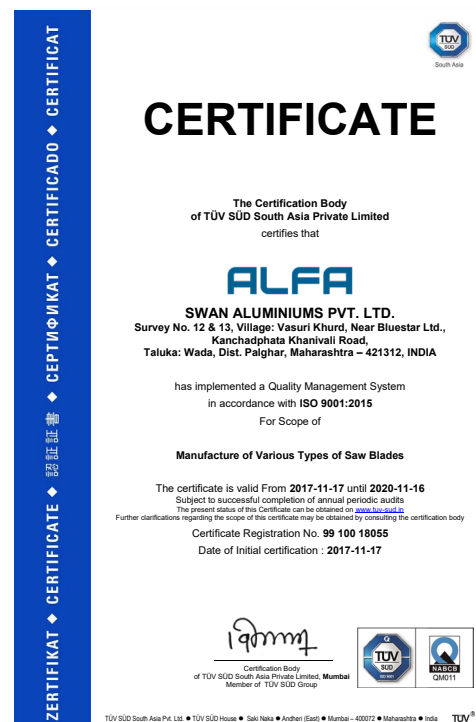 ZERTIFIKAT ◆ CERTIFICATE ◆ 認証証書 ◆ СЕРТИФИКАТ ◆ CERTIFICADO ◆ CERTIFICAT
TÜV
SÜD
South Asia
CERTIFICATE
The Certification Body
of TÜV SÜD South Asia Private Limited
certifies that
ALFA
SWAN ALUMINIUMS PVT. LTD.
Survey No. 12 & 13, Village: Vasuri Khurd, Near Bluestar Ltd.,
Kanchadphata Khanivali Road,
Taluka: Wada, Dist. Palghar, Maharashtra – 421312, INDIA
has implemented a Quality Management System
in accordance with ISO 9001:2015
For Scope of
Manufacture of Various Types of Saw Blades
The certificate is valid From 2017-11-17 until 2020-11-16
Subject to successful completion of annual periodic audits
The present status of this Certificate can be obtained on www.tuv-sud.in
Further clarifications regarding the scope of this certificate may be obtained by consulting the certification body
Certificate Registration No. 99 100 18055
Date of Initial certification : 2017-11-17
Certification Body
of TÜV SÜD South Asia Private Limited, Mumbai
Member of TÜV SÜD Group
TÜV
SÜD
ISO 9001
NABCB
QM011
TÜV SÜD South Asia Pvt. Ltd. ● TÜV SÜD House ● Saki Naka ● Andheri (East) ● Mumbai – 400072 ● Maharashtra ● India
TÜV®